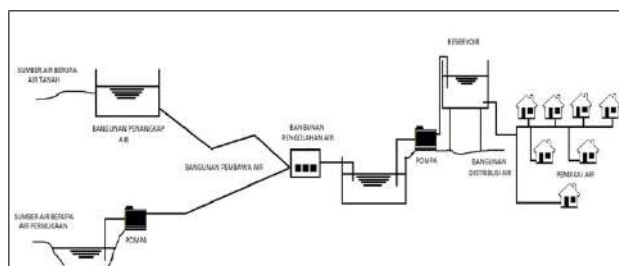 RESERVOIR
SUMBER AIR BERUPA
AIR TANAH
BANGUNAN PENANGKAP
AIR
BANGUNAN
PENGOLAHAN AIR
BANGUNAN PEMBAWA AIR
POMPA
BANGUNAN
DISTRIBUSI AIR
PEMAKAI AIR
SUMBER AIR BERUPA
AIR PERMUKAAN
POMPA